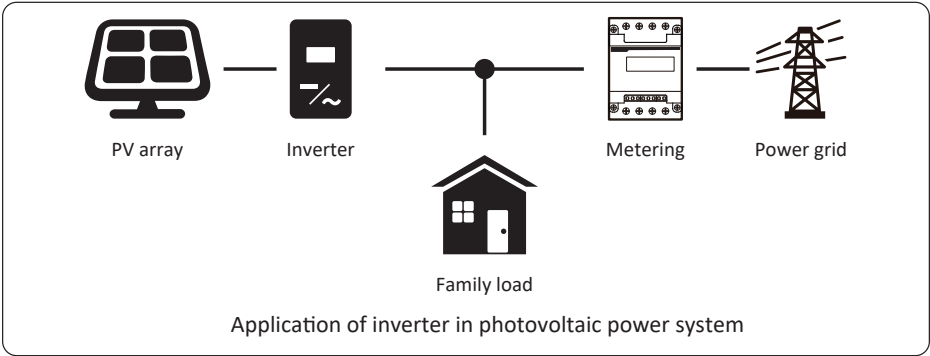 PV array
Inverter
Metering
Power grid
Family load
Application of inverter in photovoltaic power system